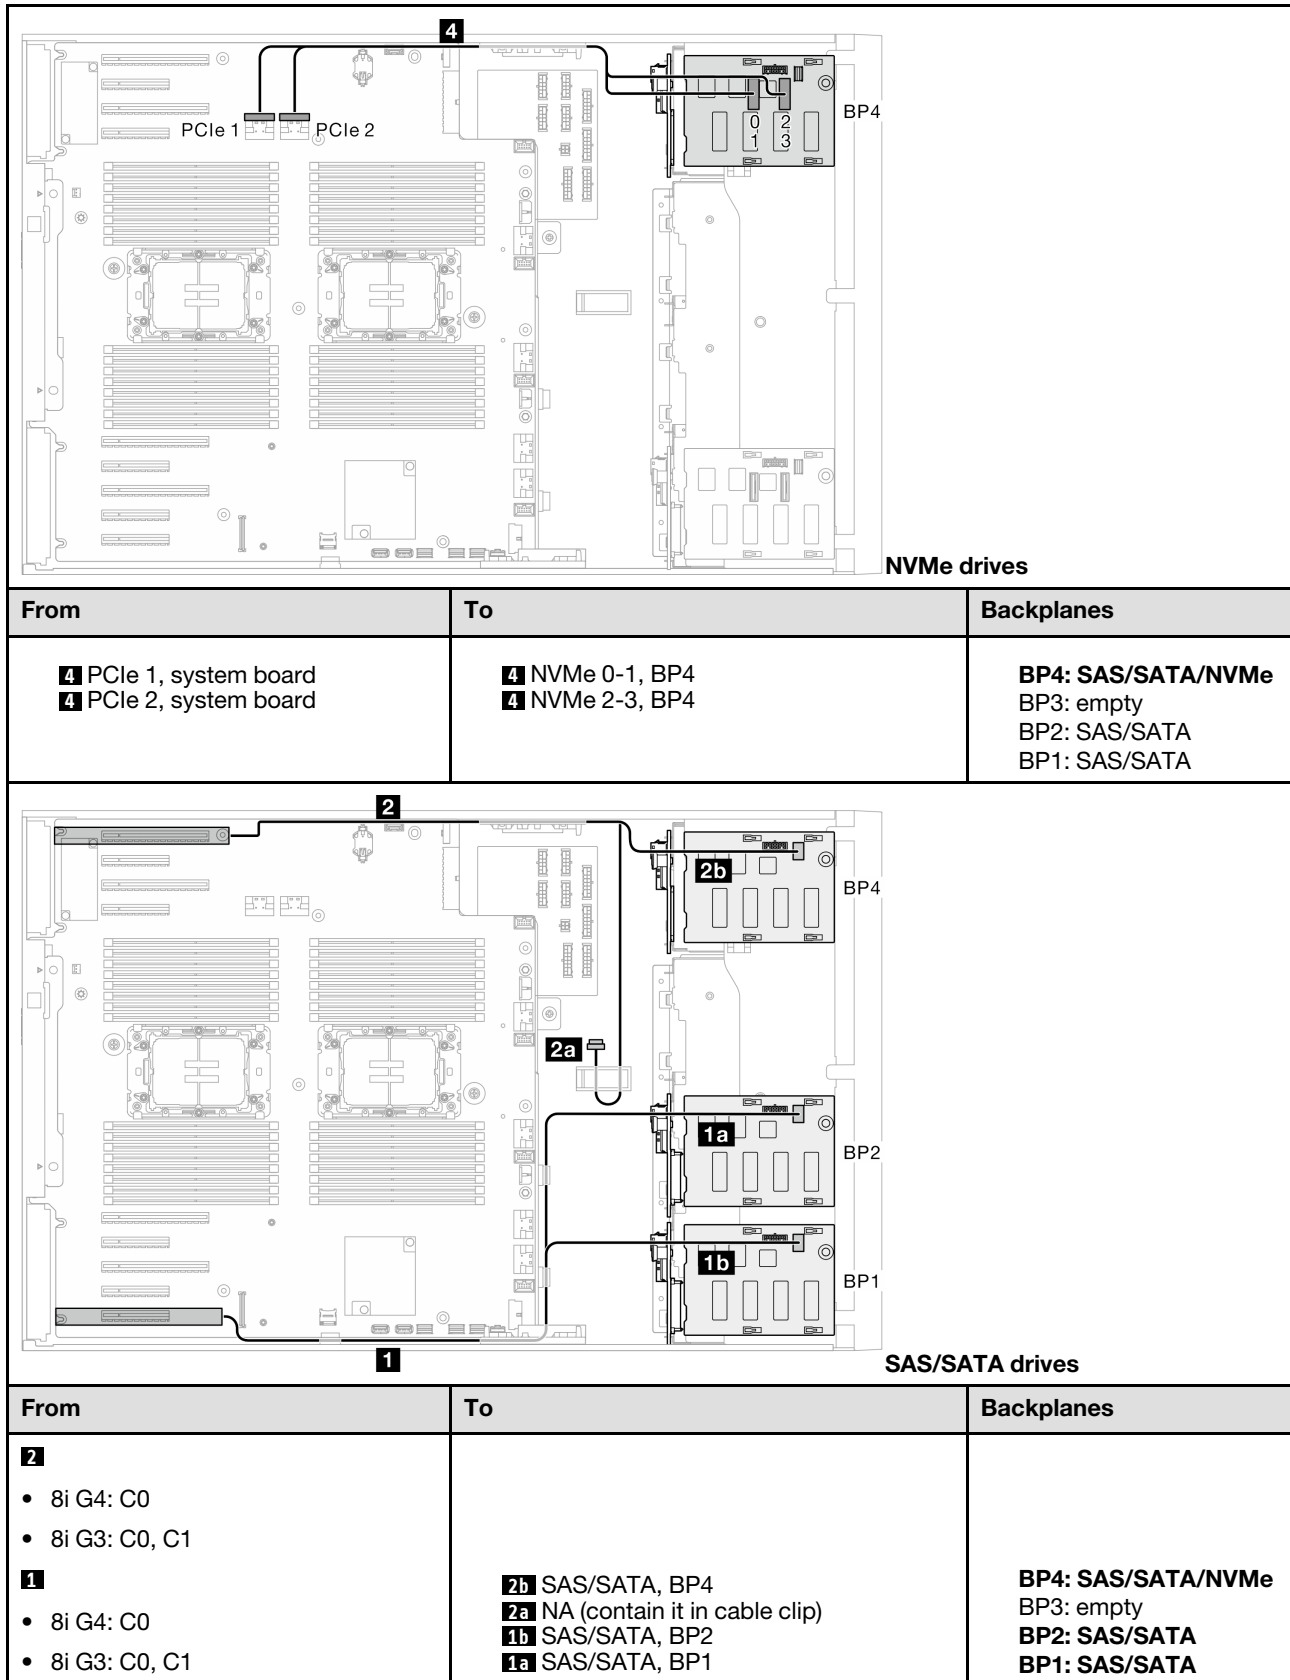 4
PCIe 1
PCIe 2
0 2
1 3
BP4
NVMe drives
From To Backplanes
4 PCIe 1, system board
4 PCIe 2, system board
4 NVMe 0-1, BP4
4 NVMe 2-3, BP4
BP4: SAS/SATA/NVMe
BP3: empty
BP2: SAS/SATA
BP1: SAS/SATA
2
2b
BP4
2a
1a
BP2
1b
BP1
1
SAS/SATA drives
From To Backplanes
2
• 8i G4: C0
• 8i G3: C0, C1
1
• 8i G4: C0
• 8i G3: C0, C1
2b SAS/SATA, BP4
2a NA (contain it in cable clip)
1b SAS/SATA, BP2
1a SAS/SATA, BP1
BP4: SAS/SATA/NVMe
BP3: empty
BP2: SAS/SATA
BP1: SAS/SATA